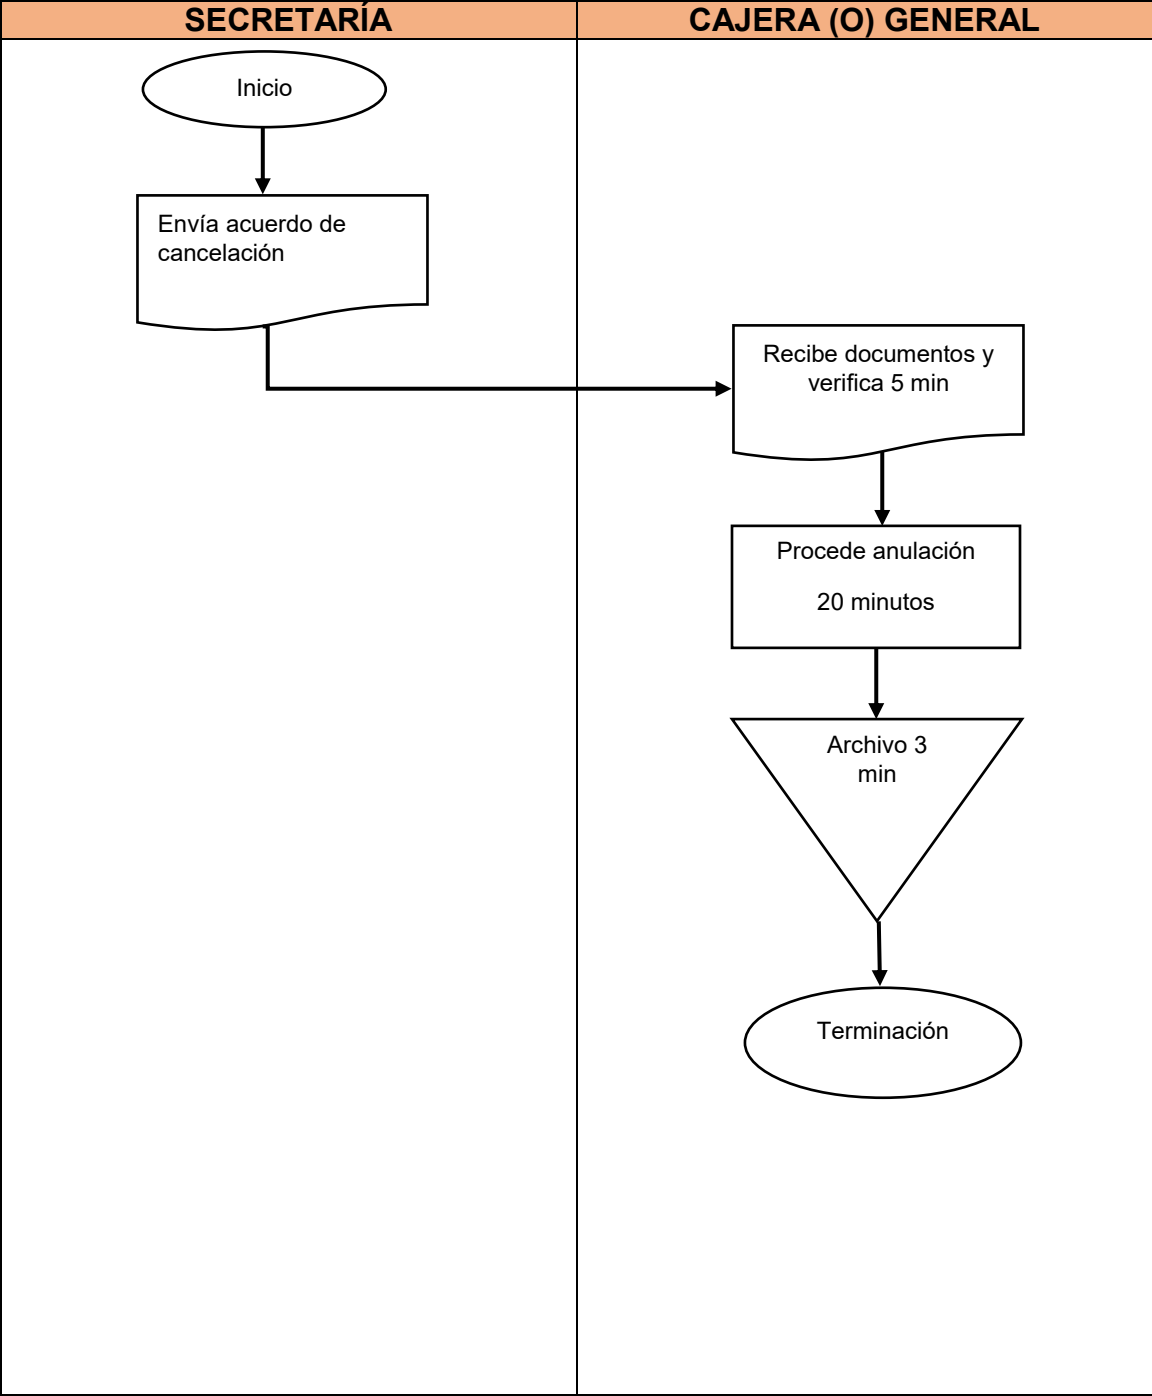 SECRETARÍA
CAJERA (O) GENERAL
Inicio
Envía acuerdo de
cancelación
Recibe documentos y
verifica 5 min
Procede anulación
20 minutos
Archivo 3
min
Terminación